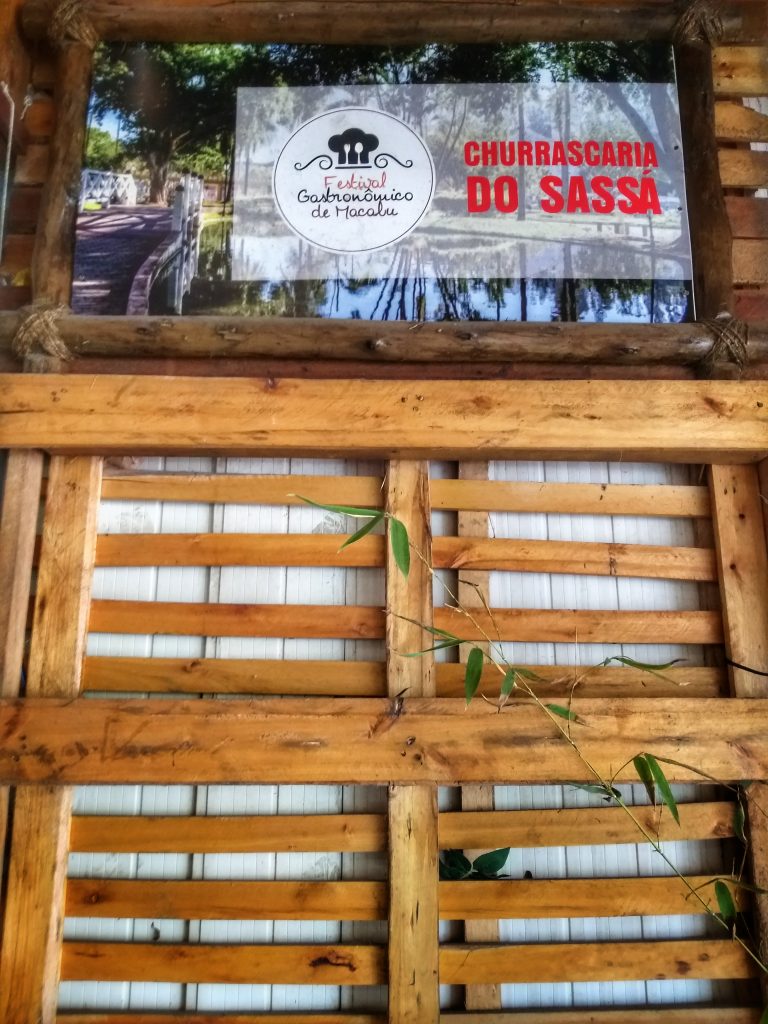 Festival
Gastronômico
de Macabu
CHURRASCARIA
DO SASSÁ